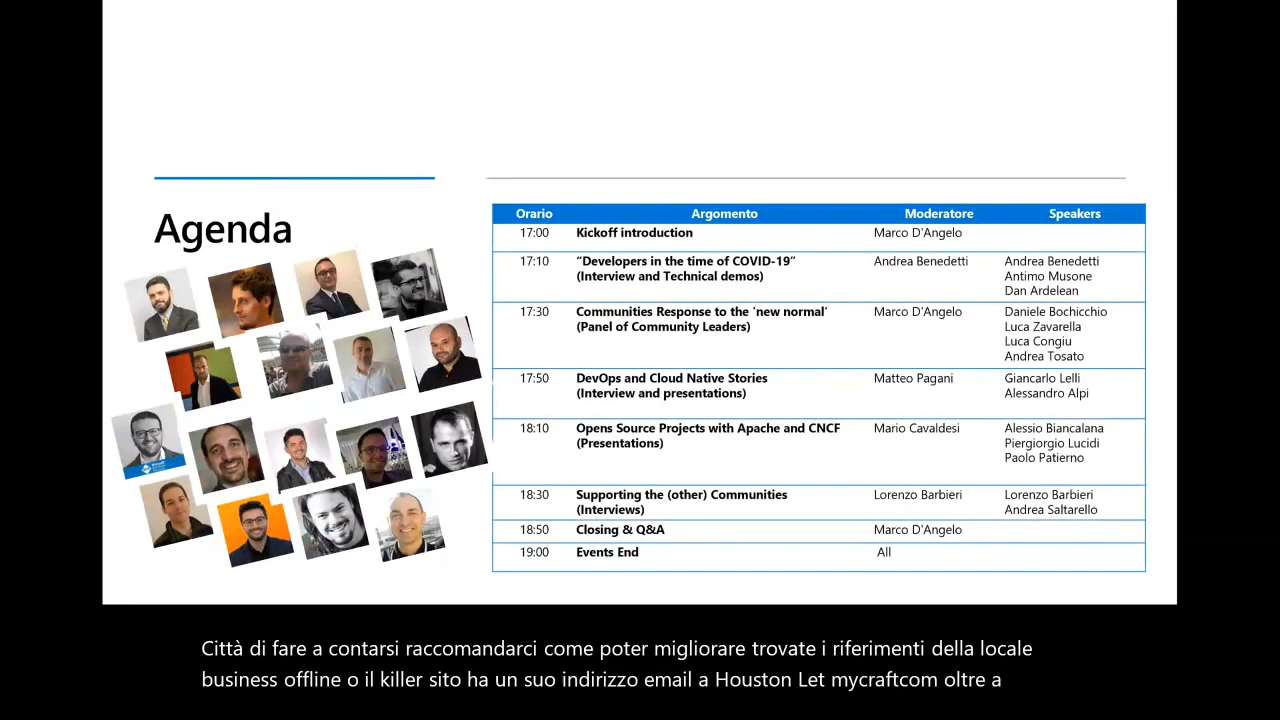 Agenda
Orario Argomento Moderatore Speakers
17:00 Kickoff introduction Marco D'Angelo
17:10 “Developers in the time of COVID-19” Andrea Benedetti Andrea Benedetti
(Interview and Technical demos) Antimo Musone
Dan Ardelean
17:30 Communities Response to the 'new normal' Marco D'Angelo Daniele Bochicchio
(Panel of Community Leaders) Luca Zavarella
Luca Congiu
Andrea Tosato
17:50 DevOps and Cloud Native Stories Matteo Pagani Giancarlo Lelli
(Interview and presentations) Alessandro Alpi
18:10 Opens Source Projects with Apache and CNCF Mario Cavaldesi Alessio Biancalana
(Presentations) Piergiorgio Lucidi
Paolo Patierno
18:30 Supporting the (other) Communities Lorenzo Barbieri Lorenzo Barbieri
(Interviews) Andrea Saltarello
18:50 Closing & Q&A Marco D'Angelo
19:00 Events End All
Città di fare a contarsi raccomandarci come poter migliorare trovate i riferimenti della locale
business offline o il killer sito ha un suo indirizzo email a Houston Let mycraftcom oltre a